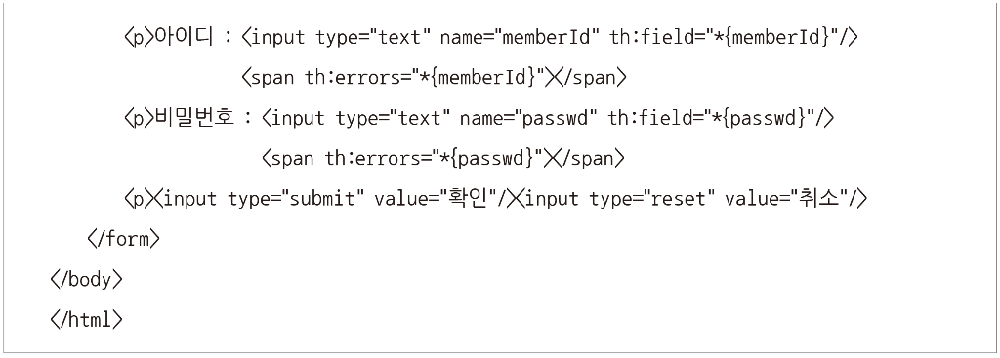 <p>아이디 : <input type="text" name="memberId" th:field="*{memberId}"/>
<span th:errors="*{memberId}"></span>
<p>비밀번호 : <input type="text" name="passwd" th:field="*{passwd}"/>
<span th:errors="*{passwd}"></span>
<p><input type="submit" value="확인"/><input type="reset" value="취소"/>
</form>
</body>
</html>